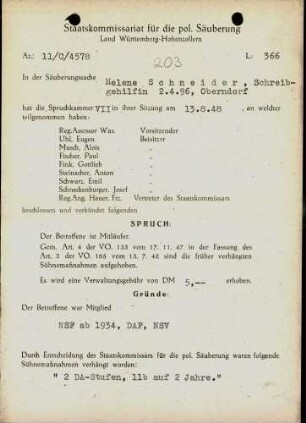 Staatskommissariat für die pol. Säuberung
Land Württemberg-Hohenzollern
Az.: 11/C/4578
L: 366
203
In der Säuberungssache
Helene Schneider, Schreib-
gehilfin 2.4.96, Oberndorf
hat die Spruchkammer VII in ihrer Sitzung am 13.8.48 , an welcher
teilgenommen haben:
Reg.Assessor Wax Vorsitzender
Uhl, Eugen Beisitzer
Musch, Alois "
Fischer, Paul "
Fink, Gottlieb "
Steinacher, Anton "
Schwarz, Emil "
Schneckenburger, Josef "
Reg.Ang. Hauer, Frz. Vertreter des Staatskommissars
beschlossen und verkündet folgenden
SPRUCH:
Der Betroffene ist Mitläufer.
Gem. Art. 4 der VO. 133 vom 17. 11. 47 in der Fassung des
Art. 2 der VO. 165 vom 13. 7. 48 sind die früher verhängten
Sühnemaßnahmen aufgehoben.
Es wird eine Verwaltungsgebühr von DM 5,-- erhoben.
Gründe:
Der Betroffene war Mitglied
NSF ab 1934, DAF, NSV
Durch Entscheidung des Staatskommissars für die pol. Säuberung waren folgende
Sühnemaßnahmen verhängt worden:
" 2 DA-Stufen, 11b auf 2 Jahre."